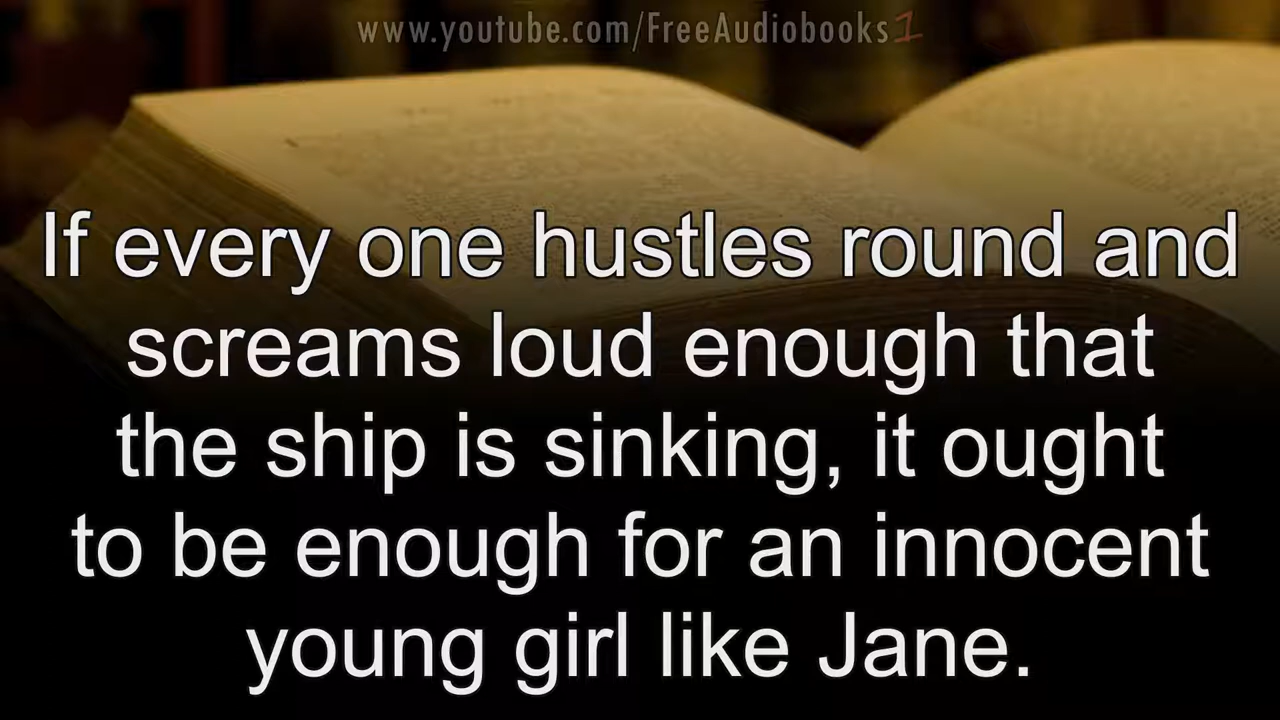 www.youtube.com/FreeAudiobooks1
If every one hustles round and
screams loud enough that
the ship is sinking, it ought
to be enough for an innocent
young girl like Jane.